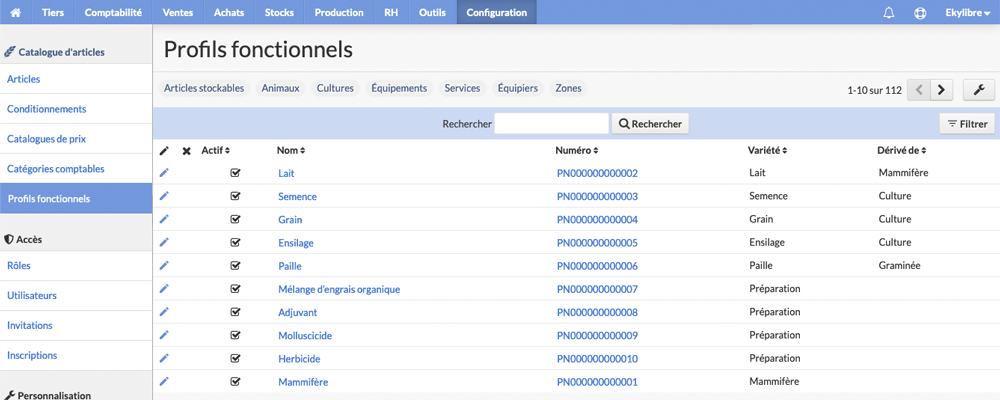 Tiers Comptabilité Ventes Achats Stocks Production RH Outils Configuration Ekylibre
Catalogue d'articles
Articles
Conditionnements
Catalogues de prix
Catégories comptables
Profils fonctionnels
Accès
Rôles
Utilisateurs
Invitations
Inscriptions
Personnalisation
Profils fonctionnels
Articles stockables Animaux Cultures Équipements Services Équipiers Zones 1-10 sur 112
Rechercher Rechercher Filtrer
Actif Nom Numéro Variété Dérivé de
Lait PN000000000002 Lait Mammifère
Semence PN000000000003 Semence Culture
Grain PN000000000004 Grain Culture
Ensilage PN000000000005 Ensilage Culture
Paille PN000000000006 Paille Graminée
Mélange d'engrais organique PN000000000007 Préparation
Adjuvant PN000000000008 Préparation
Molluscicide PN000000000009 Préparation
Herbicide PN000000000010 Préparation
Mammifère PN000000000001 Mammifère